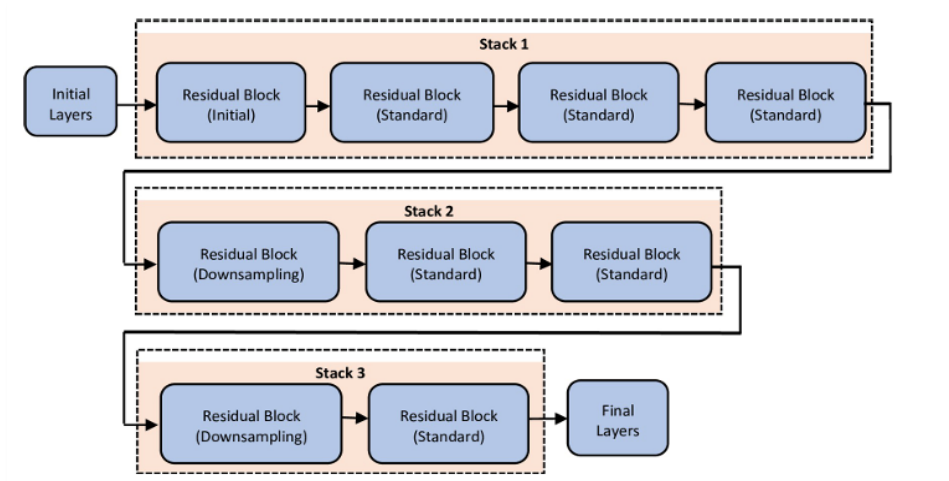 Stack 1
Initial
Layers
Residual Block
(Initial)
Residual Block
(Standard)
Residual Block
(Standard)
Residual Block
(Standard)
Stack 2
Residual Block
(Downsampling)
Residual Block
(Standard)
Residual Block
(Standard)
Stack 3
Residual Block
(Downsampling)
Residual Block
(Standard)
Final
Layers